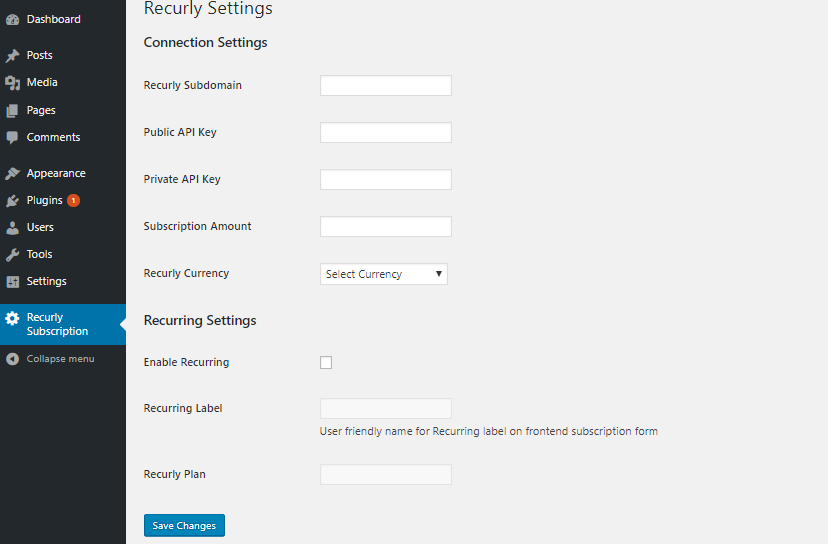 Dashboard
Posts
Media
Pages
Comments
Appearance
Plugins 1
Users
Tools
Settings
Recurly
Subscription
Collapse menu
Recurly Settings
Connection Settings
Recurly Subdomain
Public API Key
Private API Key
Subscription Amount
Recurly Currency
Select Currency
Recurring Settings
Enable Recurring
Recurring Label
User friendly name for Recurring label on frontend subscription form
Recurly Plan
Save Changes